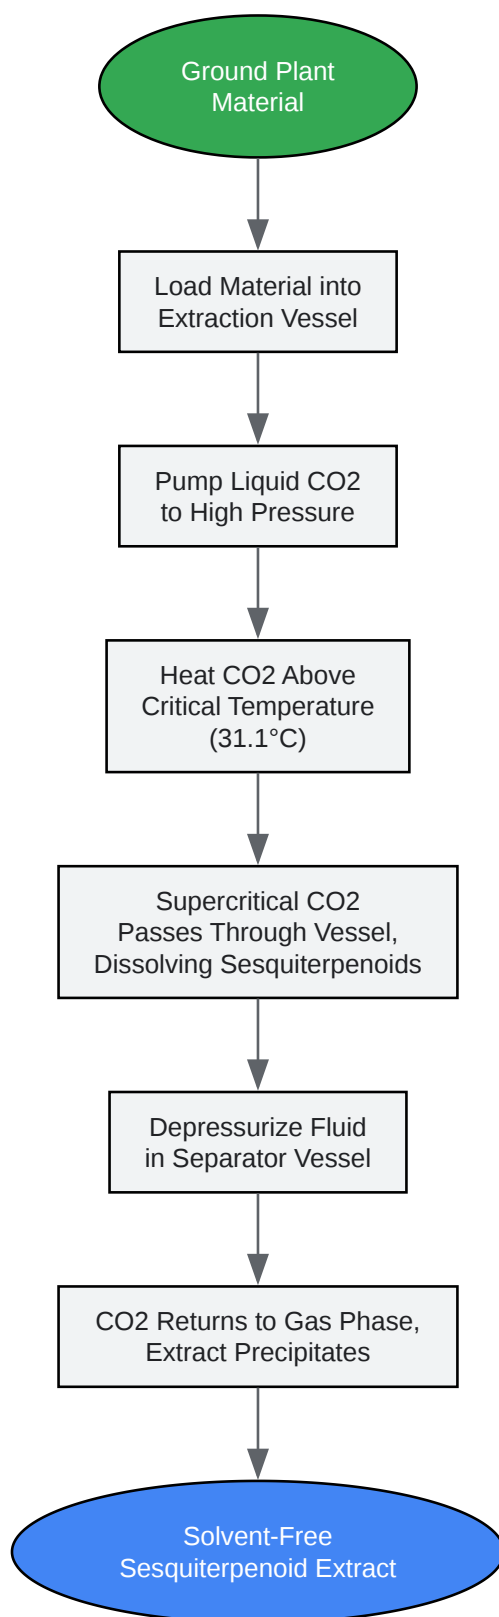 Ground Plant
Material
Load Material into
Extraction Vessel
Pump Liquid CO2
to High Pressure
Heat CO2 Above
Critical Temperature
(31.1°C)
Supercritical CO2
Passes Through Vessel,
Dissolving Sesquiterpenoids
Depressurize Fluid
in Separator Vessel
CO2 Returns to Gas Phase,
Extract Precipitates
Solvent-Free
Sesquiterpenoid Extract